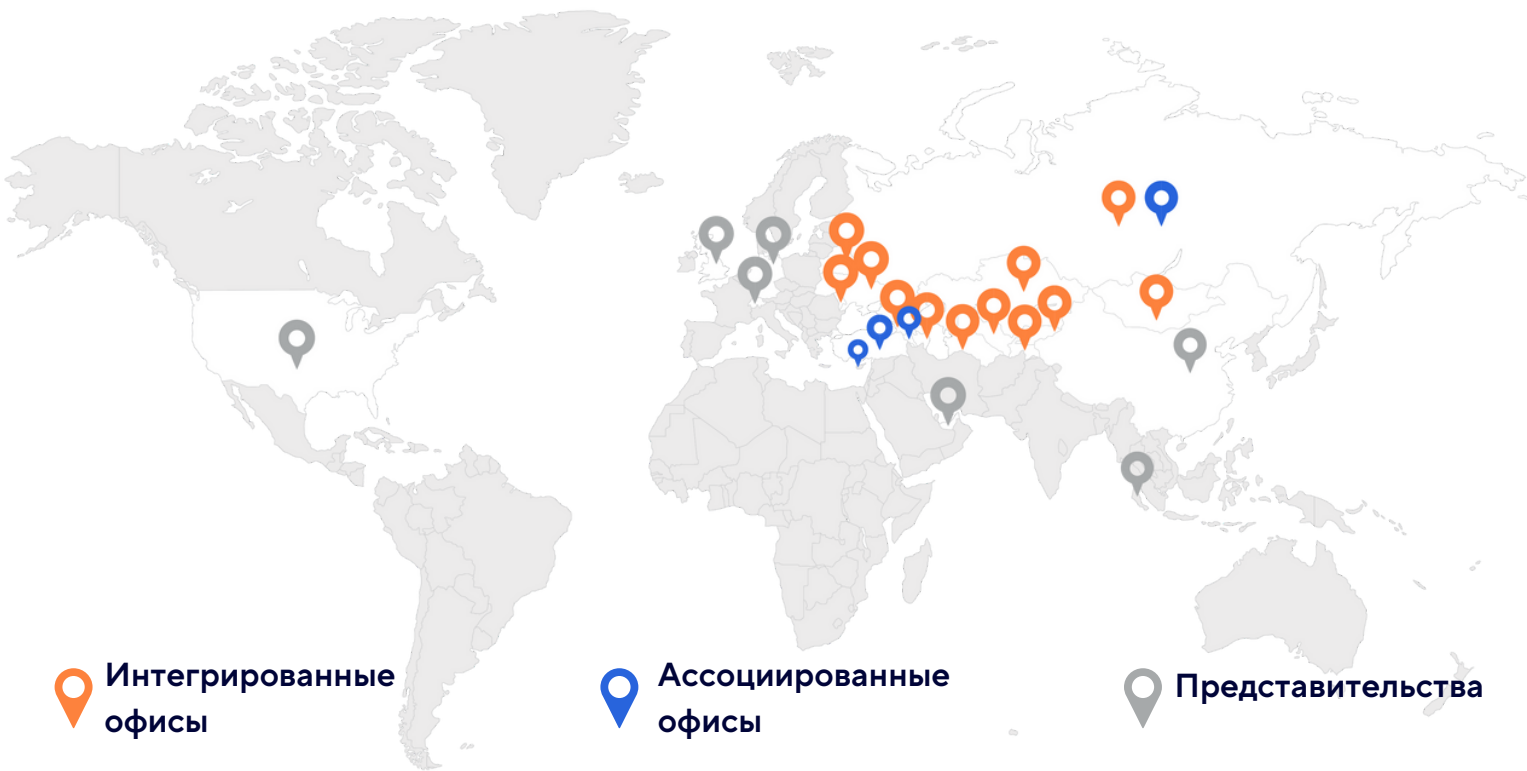 Интегрированные
офисы
Ассоциированные
офисы
Представительства